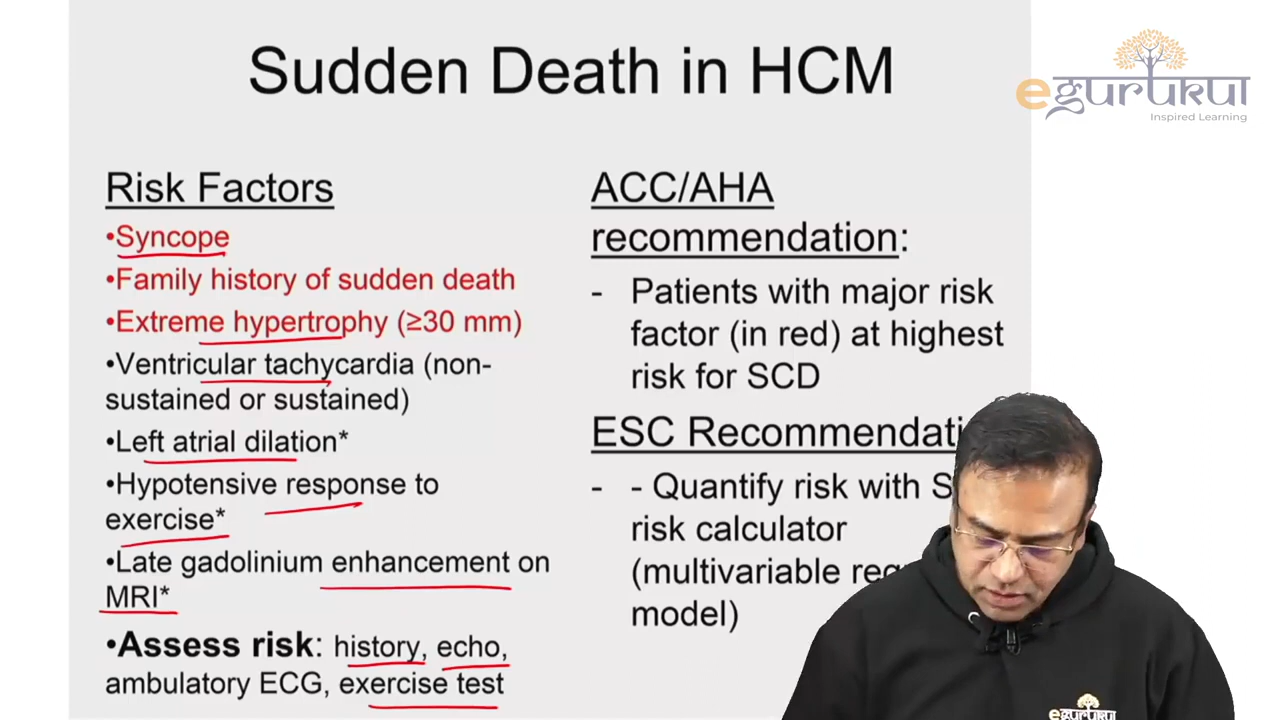 Sudden Death in HCM
egurukul
Inspired Learning
Risk Factors
•Syncope
•Family history of sudden death
•Extreme hypertrophy (≥30 mm)
•Ventricular tachycardia (non-
sustained or sustained)
•Left atrial dilation*
•Hypotensive response to
exercise*
•Late gadolinium enhancement on
MRI*
•Assess risk: history, echo,
ambulatory ECG, exercise test
ACC/AHA
recommendation:
- Patients with major risk
factor (in red) at highest
risk for SCD
ESC
- - Quantify risk with
risk calculator
(multivariable
model)
egurukul